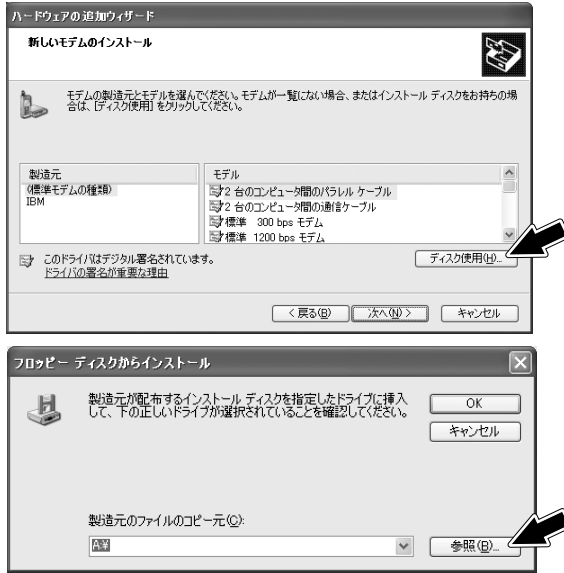 ハードウェアの追加ウィザード
新しいモデムのインストール
モデムの製造元とモデルを選んでください。モデムが一覧にない場合、またはインストール ディスクをお持ちの場
合は、[ディスク使用] をクリックしてください。
製造元
(標準モデムの種類)
IBM
モデル
2 台のコンピュータ間のパラレル ケーブル
2 台のコンピュータ間の通信ケーブル
標準 300 bps モデム
標準 1200 bps モデム
このドライバはデジタル署名されています。
ドライバの署名が重要な理由
ディスク使用(H)...
< 戻る(B)
次へ(N) >
キャンセル
フロッピー ディスクからインストール
製造元が配布するインストール ディスクを指定したドライブに挿入
して、下の正しいドライブが選択されていることを確認してください。
OK
キャンセル
製造元のファイルのコピー元(C):
A:¥
参照(B)...